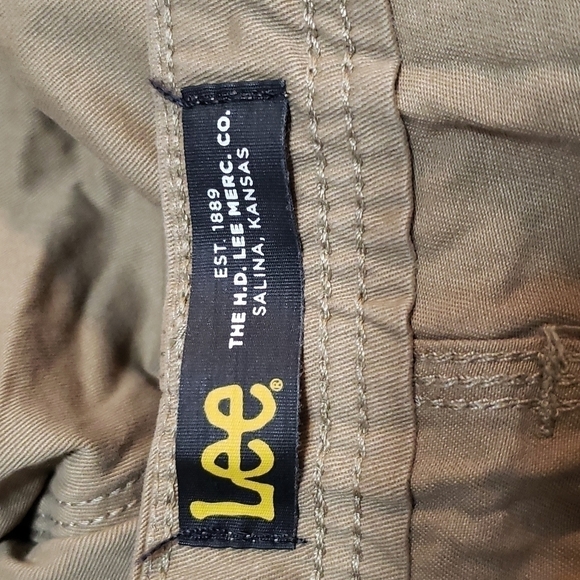 Lee®
EST. 1889
THE H.D. LEE MERC. CO.
SALINA, KANSAS